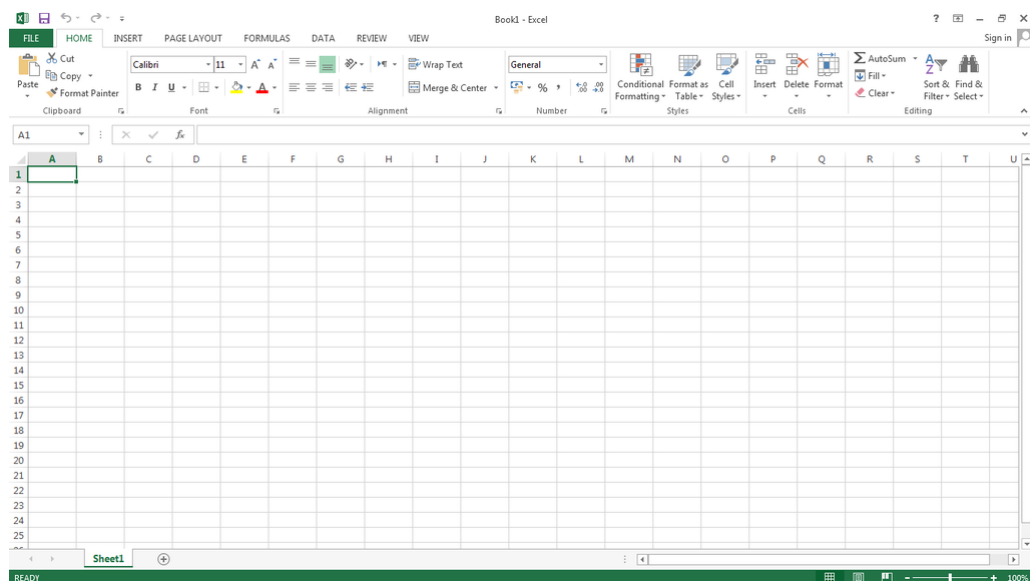 Book1 - Excel
FILE HOME INSERT PAGE LAYOUT FORMULAS DATA REVIEW VIEW Sign in
Cut Calibri 11 Wrap Text General AutoSum
Copy Fill
Paste Format Painter B I U A Merge & Center % Conditional Formatting Format as Table Cell Styles Insert Delete Format Clear Sort & Filter Find & Select
Clipboard Font Alignment Number Styles Cells Editing
A1 fx
A B C D E F G H I J K L M N O P Q R S T U
1
2
3
4
5
6
7
8
9
10
11
12
13
14
15
16
17
18
19
20
21
22
23
24
25
Sheet1
READY 100%